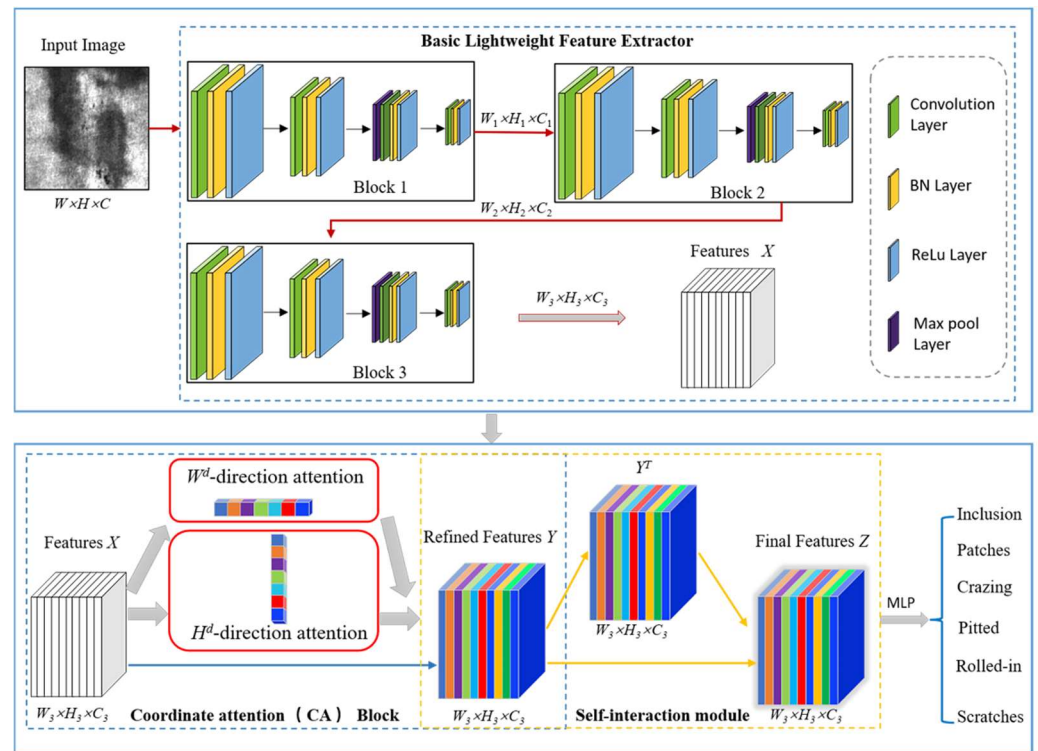 Input Image
W×H×C
Basic Lightweight Feature Extractor
Block 1
W₁×H₁×C₁
Block 2
W₂×H₂×C₂
Block 3
W₃×H₃×C₃
Features X
Convolution
Layer
BN Layer
ReLu Layer
Max pool
Layer
Features X
W₃×H₃×C₃
Wᵈ-direction attention
Hᵈ-direction attention
Coordinate attention（CA） Block
Refined Features Y
W₃×H₃×C₃
Yᵀ
W₃×H₃×C₃
Self-interaction module
Final Features Z
W₃×H₃×C₃
MLP
Inclusion
Patches
Crazing
Pitted
Rolled-in
Scratches